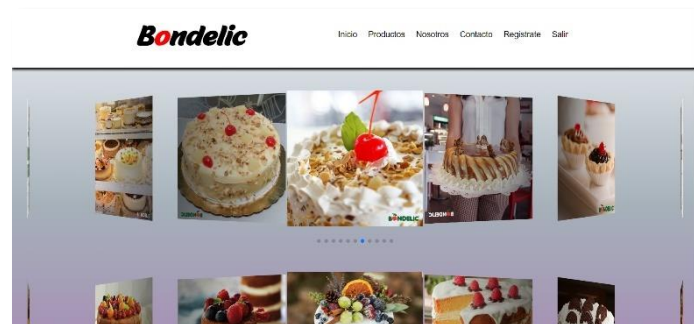 Bondelic
Inicio Productos Nosotros Contacto Registrate Salir
BONDELIC